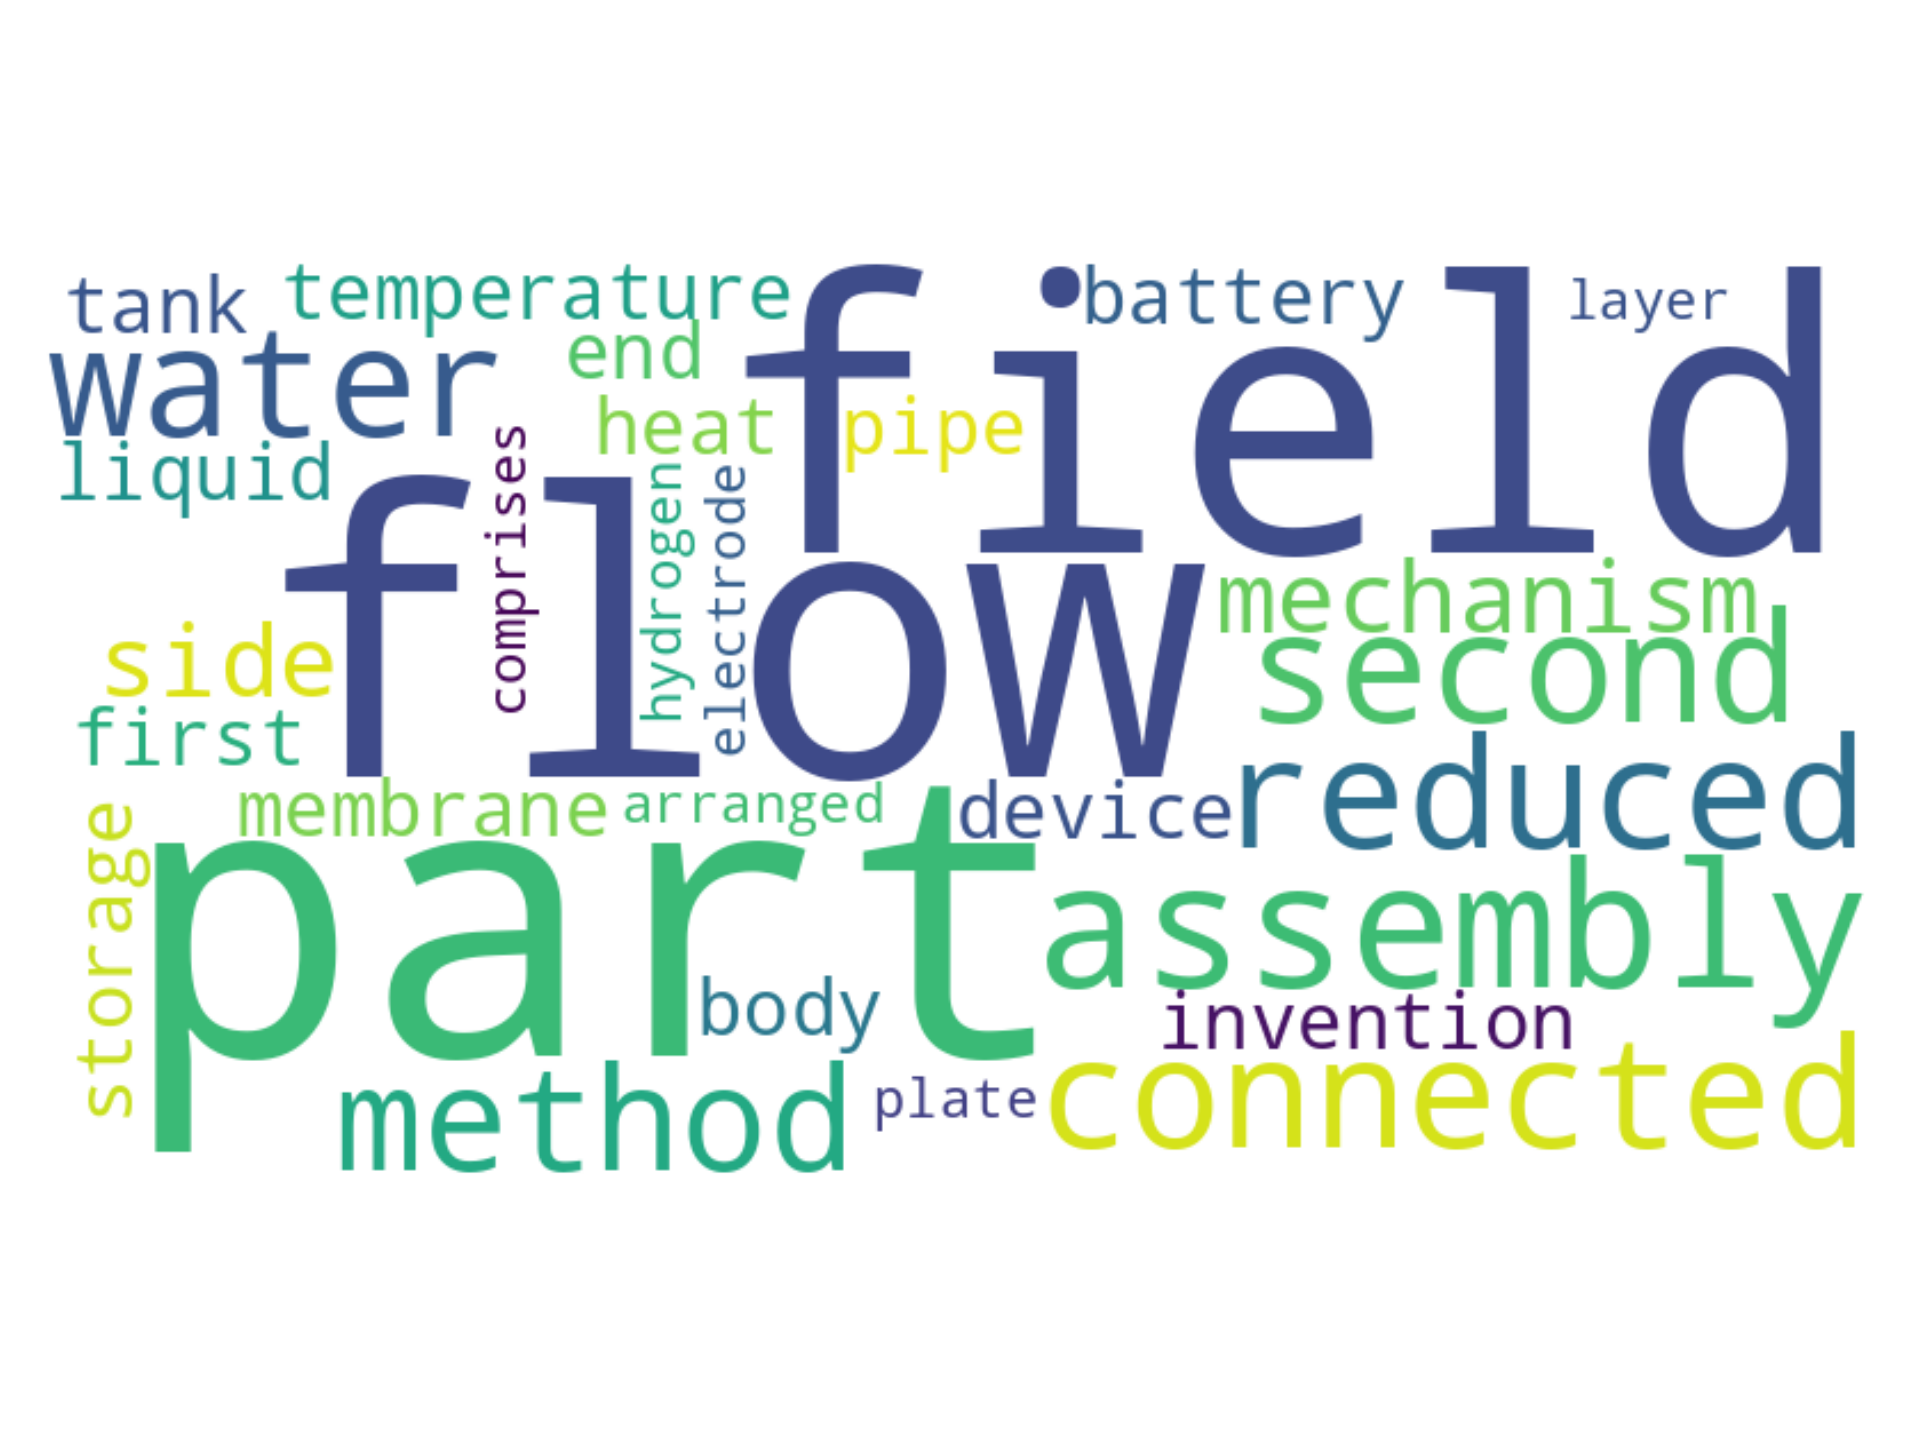 tank
temperature
field
battery
layer
water
end
heat
pipe
liquid
comprises
hydrogen
electrode
flow
mechanism
side
second
first
reduced
membrane
arranged
device
storage
part
assembly
body
invention
method
plate
connected